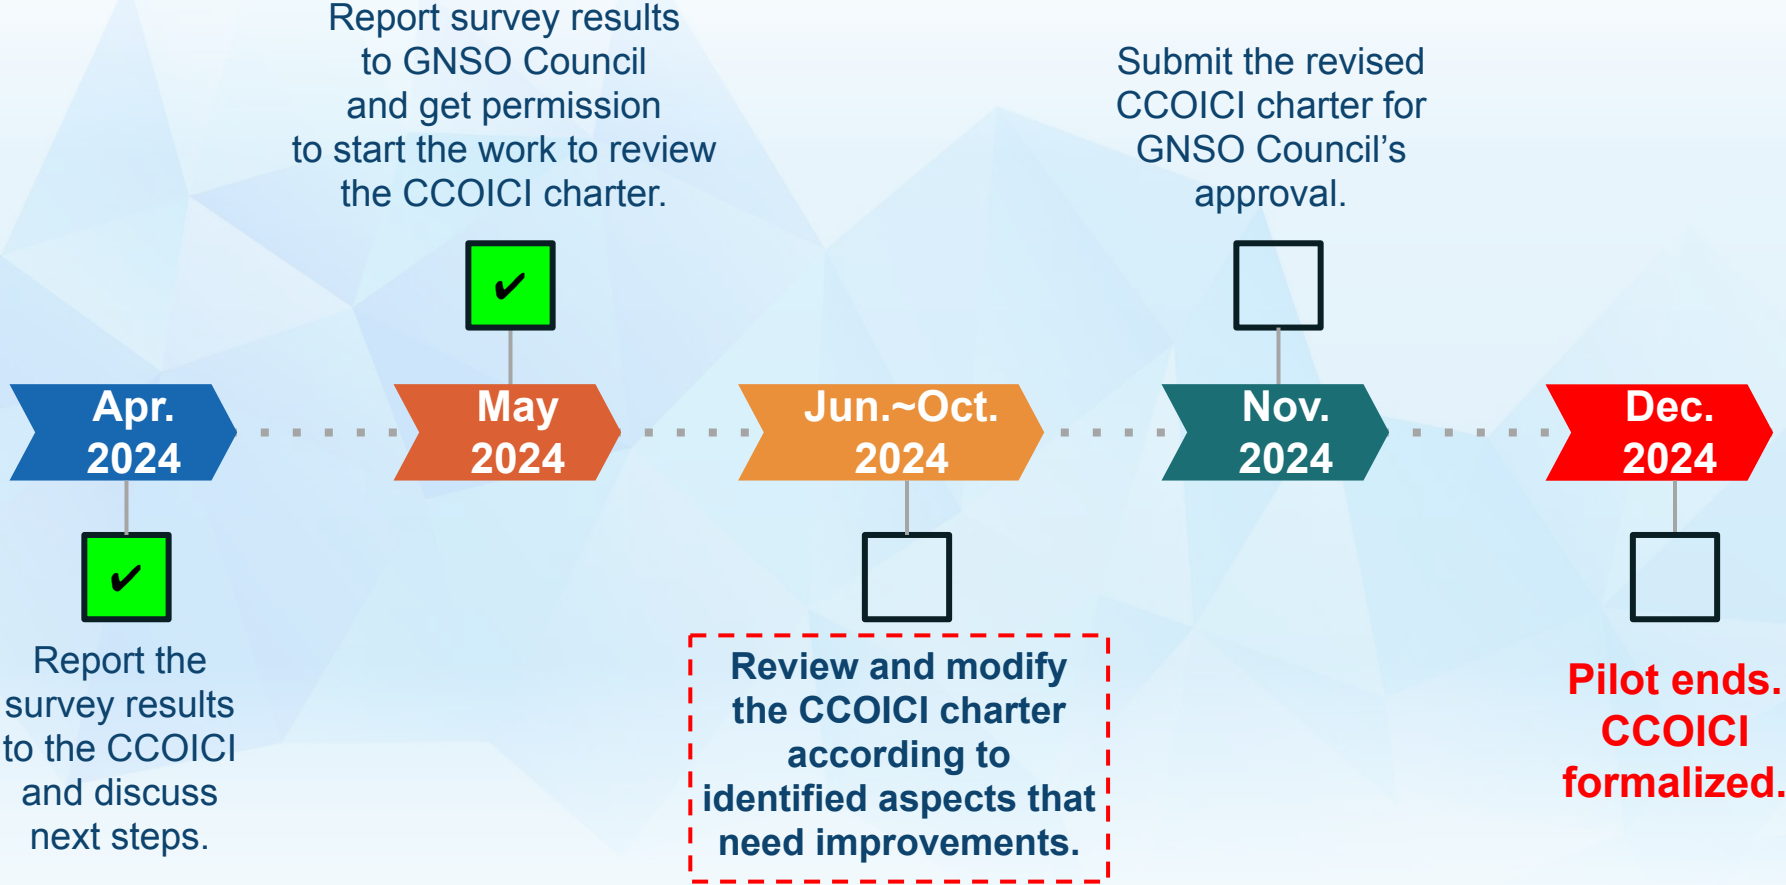 Report survey results
to GNSO Council
and get permission
to start the work to review
the CCOICI charter.
Submit the revised
CCOICI charter for
GNSO Council’s
approval.
✔
Apr.
2024
May
2024
Jun.~Oct.
2024
Nov.
2024
Dec.
2024
✔
Report the
survey results
to the CCOICI
and discuss
next steps.
Review and modify
the CCOICI charter
according to
identified aspects that
need improvements.
Pilot ends.
CCOICI
formalized.